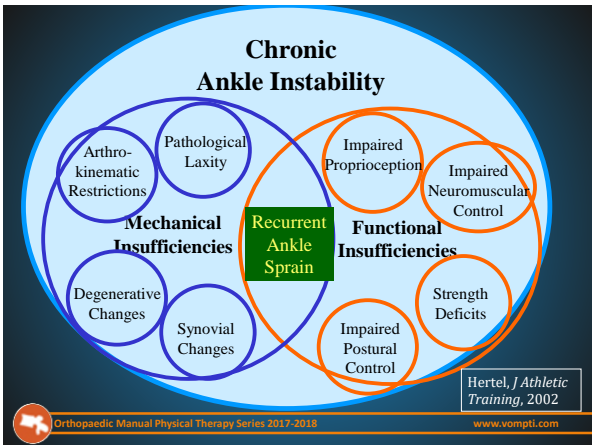 Chronic
Ankle Instability
Arthro-
kinematic
Restrictions
Pathological
Laxity
Impaired
Proprioception
Impaired
Neuromuscular
Control
Mechanical
Insufficiencies
Recurrent
Ankle
Sprain
Functional
Insufficiencies
Degenerative
Changes
Synovial
Changes
Impaired
Postural
Control
Strength
Deficits
Hertel, J Athletic
Training, 2002
Orthopaedic Manual Physical Therapy Series 2017-2018
www.vompti.com